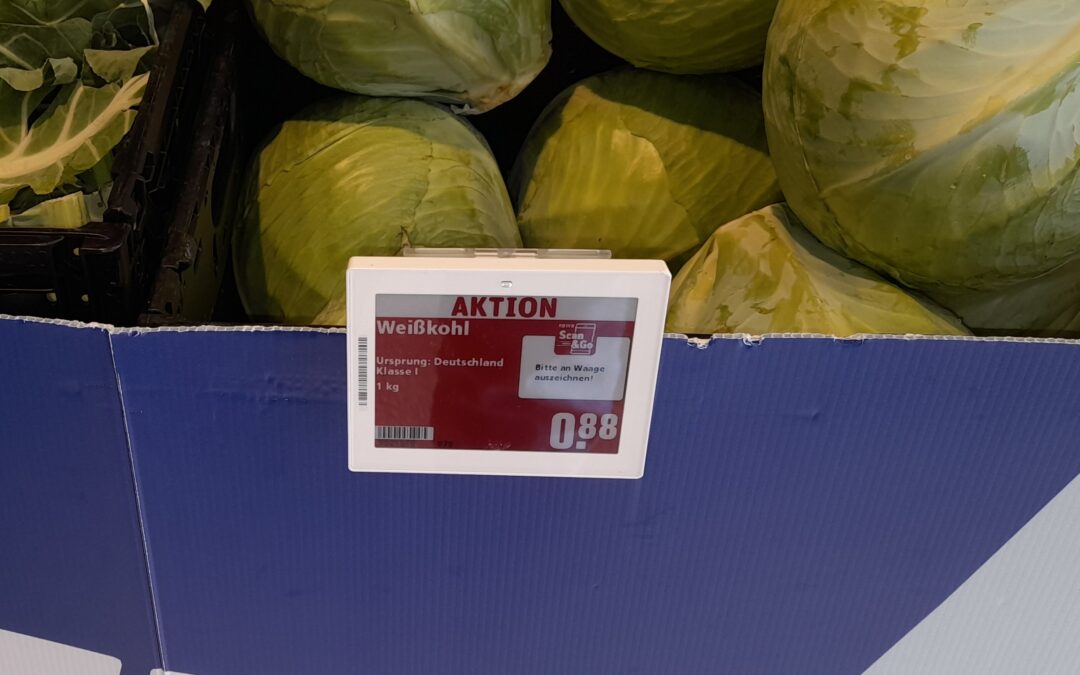 AKTION
Weißkohl
Scan
&Go
Ursprung: Deutschland
Klasse I
1 kg
Bitte an Waage
auszeichnen!
0.88